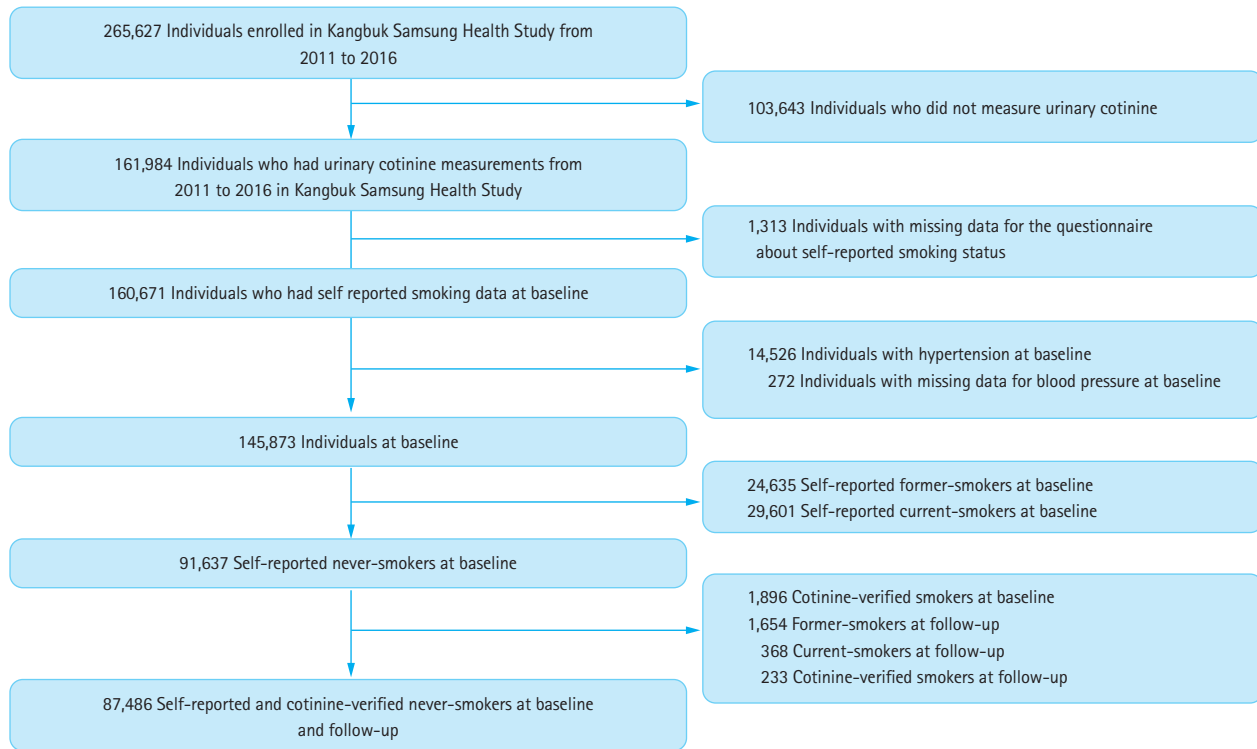 265,627 Individuals enrolled in Kangbuk Samsung Health Study from
2011 to 2016
103,643 Individuals who did not measure urinary cotinine
161,984 Individuals who had urinary cotinine measurements from
2011 to 2016 in Kangbuk Samsung Health Study
1,313 Individuals with missing data for the questionnaire
about self-reported smoking status
160,671 Individuals who had self reported smoking data at baseline
14,526 Individuals with hypertension at baseline
272 Individuals with missing data for blood pressure at baseline
145,873 Individuals at baseline
24,635 Self-reported former-smokers at baseline
29,601 Self-reported current-smokers at baseline
91,637 Self-reported never-smokers at baseline
1,896 Cotinine-verified smokers at baseline
1,654 Former-smokers at follow-up
368 Current-smokers at follow-up
233 Cotinine-verified smokers at follow-up
87,486 Self-reported and cotinine-verified never-smokers at baseline
and follow-up